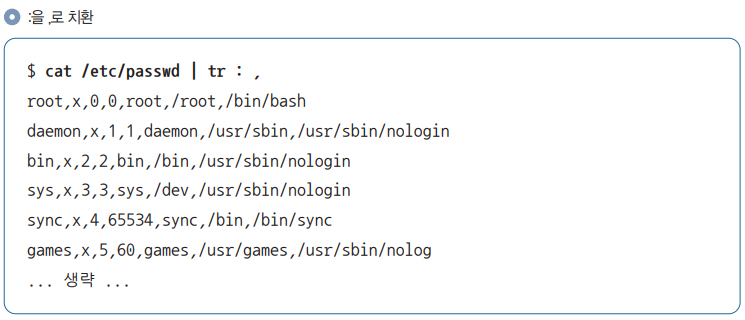 :을 ,로 치환
$ cat /etc/passwd | tr : ,
root,x,0,0,root,/root,/bin/bash
daemon,x,1,1,daemon,/usr/sbin,/usr/sbin/nologin
bin,x,2,2,bin,/bin,/usr/sbin/nologin
sys,x,3,3,sys,/dev,/usr/sbin/nologin
sync,x,4,65534,sync,/bin,/bin/sync
games,x,5,60,games,/usr/games,/usr/sbin/nolog
... 생략 ...